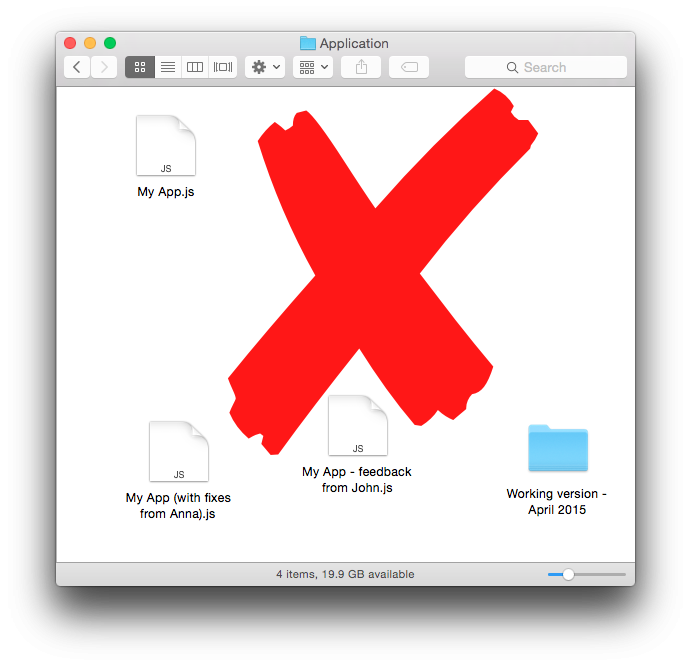 Application
Search
JS
My App.js
JS
My App - feedback
from John.js
JS
My App (with fixes
from Anna).js
Working version -
April 2015
4 items, 19.9 GB available